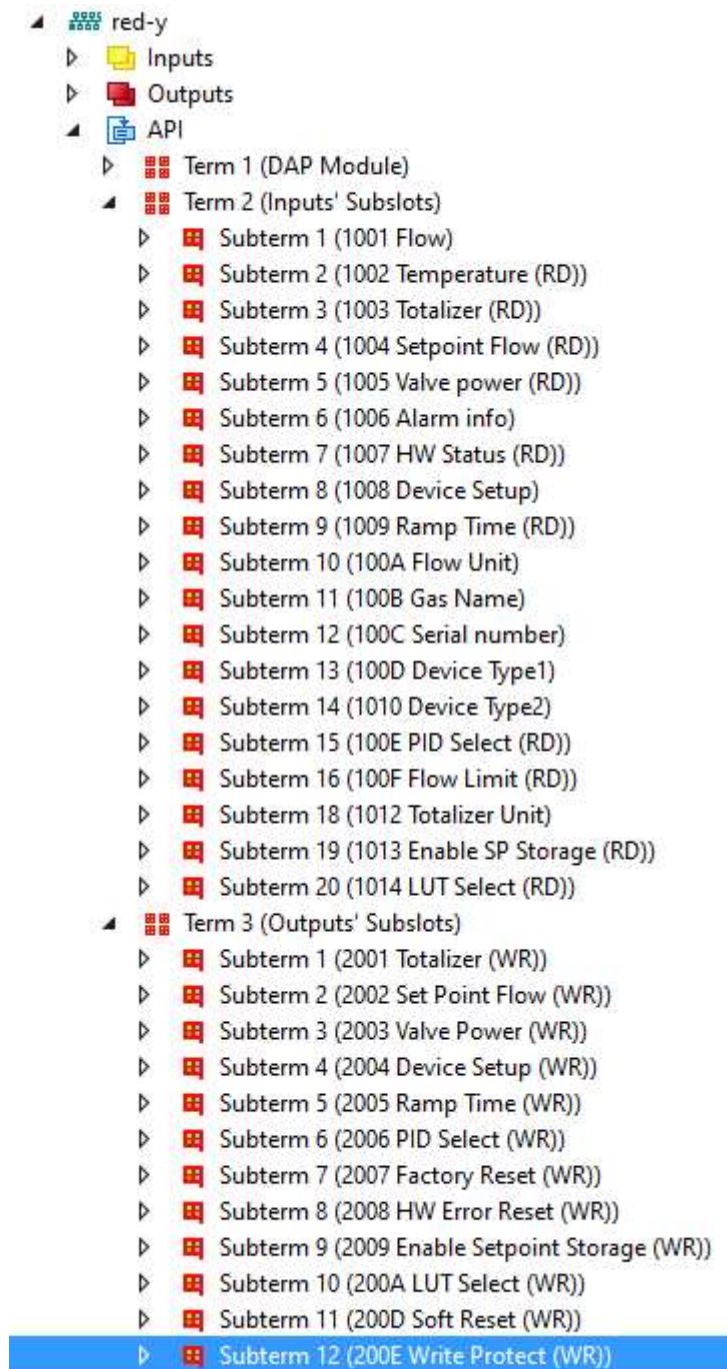 red-y
Inputs
Outputs
API
Term 1 (DAP Module)
Term 2 (Inputs' Subslots)
Subterm 1 (1001 Flow)
Subterm 2 (1002 Temperature (RD))
Subterm 3 (1003 Totalizer (RD))
Subterm 4 (1004 Setpoint Flow (RD))
Subterm 5 (1005 Valve power (RD))
Subterm 6 (1006 Alarm info)
Subterm 7 (1007 HW Status (RD))
Subterm 8 (1008 Device Setup)
Subterm 9 (1009 Ramp Time (RD))
Subterm 10 (100A Flow Unit)
Subterm 11 (100B Gas Name)
Subterm 12 (100C Serial number)
Subterm 13 (100D Device Type1)
Subterm 14 (1010 Device Type2)
Subterm 15 (100E PID Select (RD))
Subterm 16 (100F Flow Limit (RD))
Subterm 18 (1012 Totalizer Unit)
Subterm 19 (1013 Enable SP Storage (RD))
Subterm 20 (1014 LUT Select (RD))
Term 3 (Outputs' Subslots)
Subterm 1 (2001 Totalizer (WR))
Subterm 2 (2002 Set Point Flow (WR))
Subterm 3 (2003 Valve Power (WR))
Subterm 4 (2004 Device Setup (WR))
Subterm 5 (2005 Ramp Time (WR))
Subterm 6 (2006 PID Select (WR))
Subterm 7 (2007 Factory Reset (WR))
Subterm 8 (2008 HW Error Reset (WR))
Subterm 9 (2009 Enable Setpoint Storage (WR))
Subterm 10 (200A LUT Select (WR))
Subterm 11 (200D Soft Reset (WR))
Subterm 12 (200E Write Protect (WR))